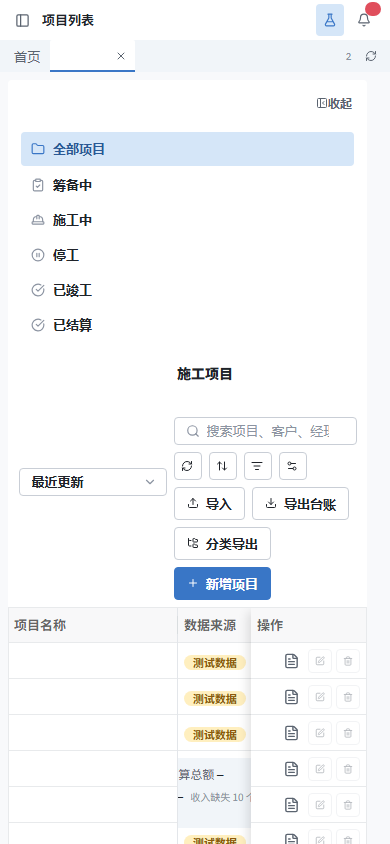 项目列表
首页
2
收起
全部项目
筹备中
施工中
停工
已竣工
已结算
施工项目
搜索项目、客户、经理
最近更新
导入 导出台账
分类导出
+ 新增项目
项目名称 数据来源 操作
测试数据
测试数据
测试数据
算总额 –
– 收入缺失 10 个
测试数据